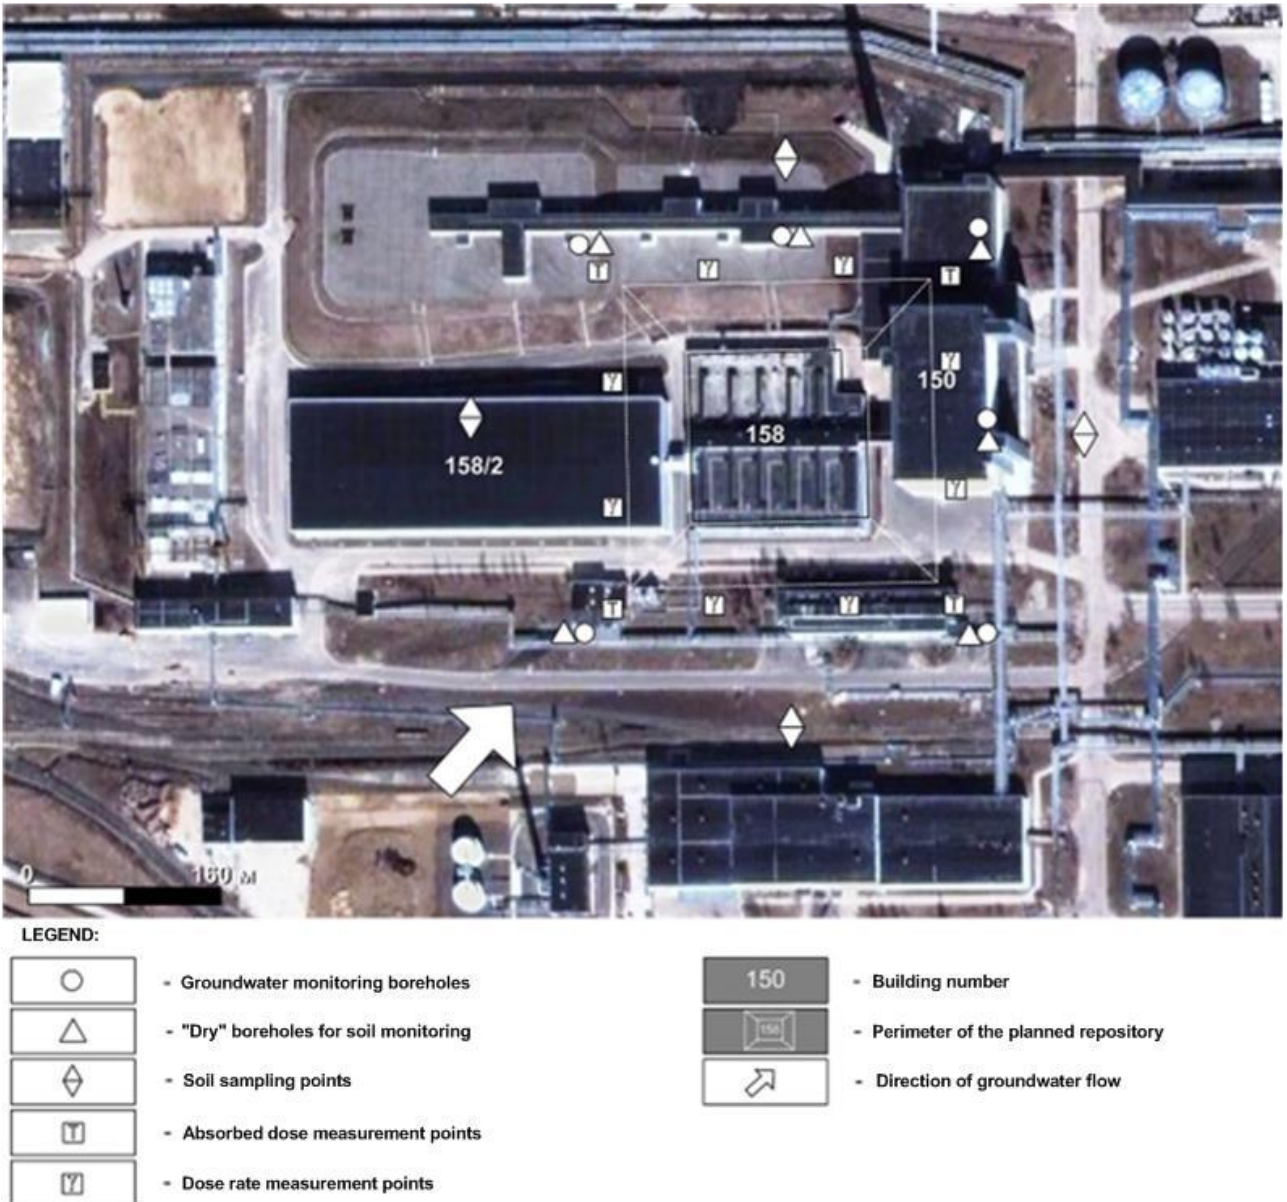 T
γ
γ
T
γ
γ
150
158
158/2
γ
γ
T
γ
γ
T
0 160 м
LEGEND:
- Groundwater monitoring boreholes
- "Dry" boreholes for soil monitoring
- Soil sampling points
T - Absorbed dose measurement points
γ - Dose rate measurement points
150 - Building number
158 - Perimeter of the planned repository
- Direction of groundwater flow